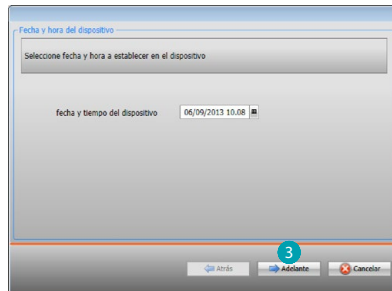 Fecha y hora del dispositivo
Seleccione fecha y hora a establecer en el dispositivo
fecha y tiempo del dispositivo 06/09/2013 10.08
3
Atrás Adelante Cancelar